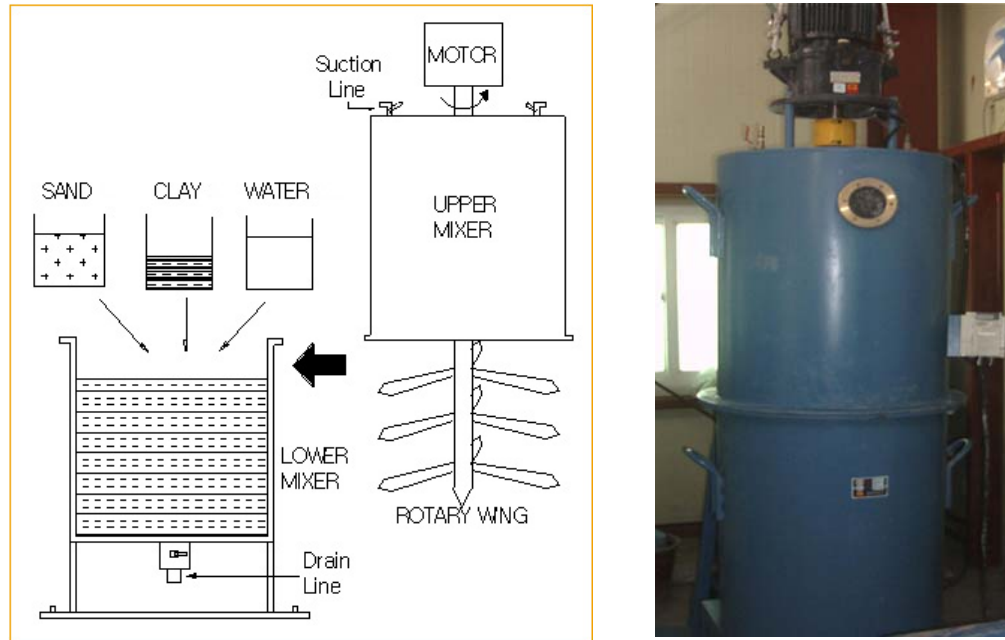 MOTOR
Suction
Line
SAND
CLAY
WATER
UPPER
MIXER
LOWER
MIXER
ROTARY WING
Drain
Line